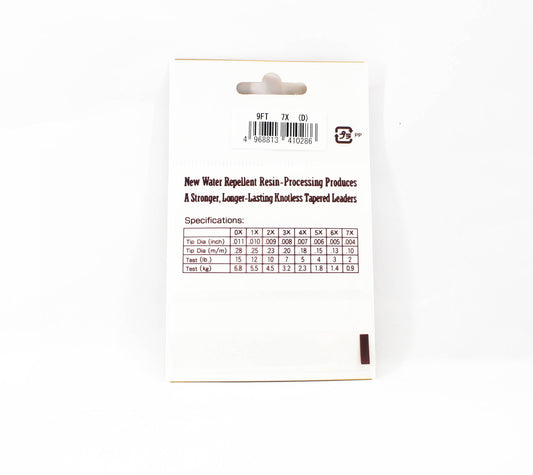 9FT 7X (D)
4 968813 410286
PP
New Water Repellent Resin-Processing Produces
A Stronger, Longer-Lasting Knotless Tapered Leaders
Specifications:
0X 1X 2X 3X 4X 5X 6X 7X
Tip Dia (inch) .011 .010 .009 .008 .007 .006 .005 .004
Tip Dia (m/m) .28 .25 .23 .20 .18 .15 .13 .10
Test (lb.) 15 12 10 7 5 4 3 2
Test (kg) 6.8 5.5 4.5 3.2 2.3 1.8 1.4 0.9